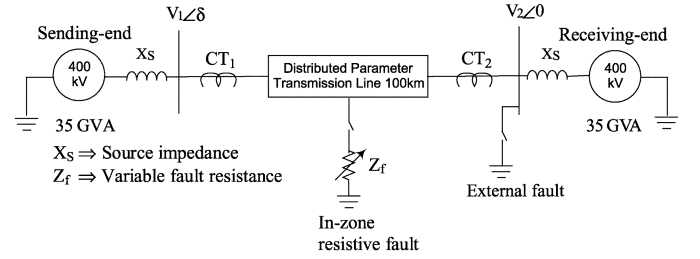 V1∠δ
V2∠0
Sending-end
Receiving-end
XS
CT1
CT2
XS
400
kV
Distributed Parameter
Transmission Line 100km
400
kV
35 GVA
35 GVA
XS ⇒ Source impedance
Zf ⇒ Variable fault resistance
Zf
External fault
In-zone
resistive fault